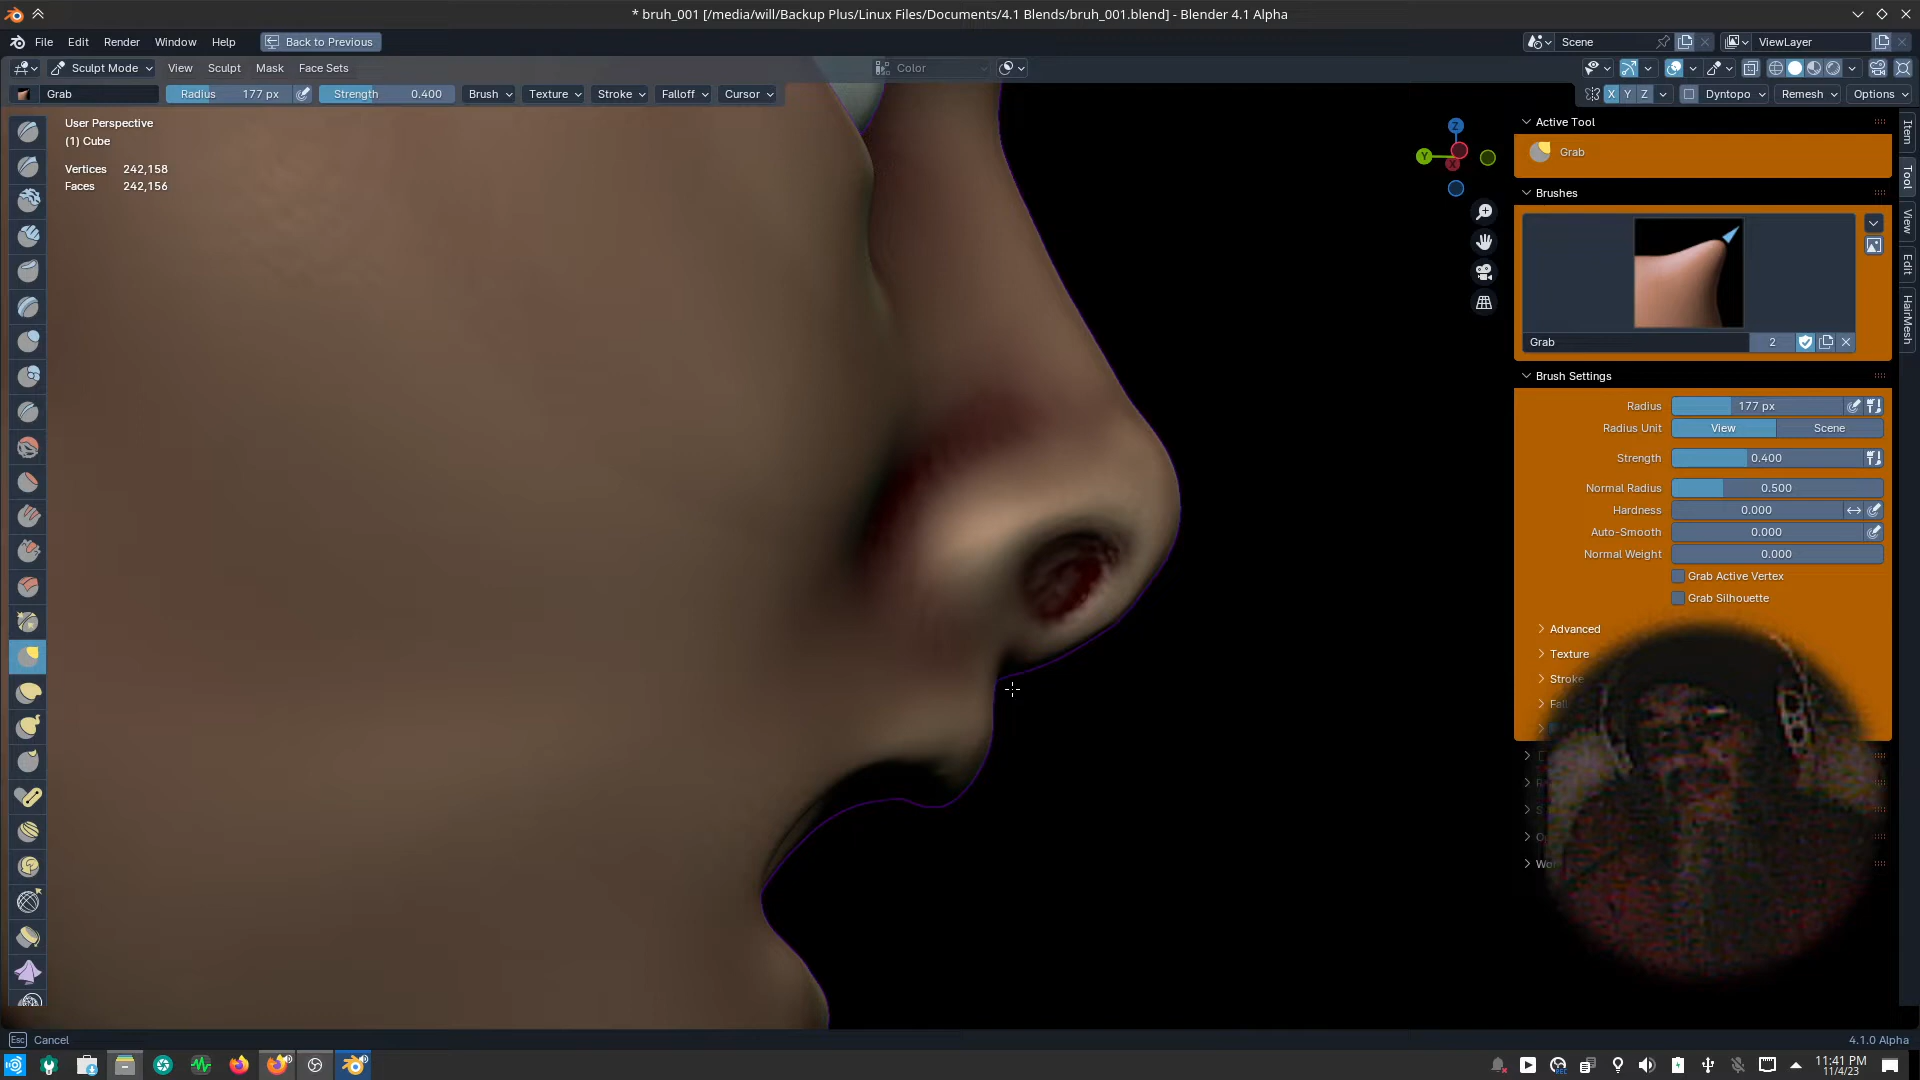 * bruh_001 [/media/will/Backup Plus/Linux Files/Documents/4.1 Blends/bruh_001.blend] - Blender 4.1 Alpha
File Edit Render Window Help Back to Previous Scene ViewLayer
Sculpt Mode View Sculpt Mask Face Sets Color
Grab Radius 177 px Strength 0.400 Brush Texture Stroke Falloff Cursor X Y Z Dyntopo Remesh Options
User Perspective
(1) Cube
Vertices 242,158
Faces 242,156
Z
Y
X
Active Tool
Grab
Brushes
Grab 2
Brush Settings
Radius 177 px
Radius Unit View Scene
Strength 0.400
Normal Radius 0.500
Hardness 0.000
Auto-Smooth 0.000
Normal Weight 0.000
Grab Active Vertex
Grab Silhouette
Advanced
Texture
Stroke
Item
Tool
View
Edit
HairMesh
Esc Cancel 4.1.0 Alpha
REC
11:41 PM
11/4/23